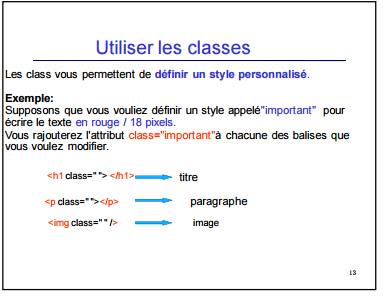 Utiliser les classes
Les class vous permettent de définir un style personnalisé.
Exemple:
Supposons que vous vouliez définir un style appelé"important" pour
écrire le texte en rouge / 18 pixels.
Vous rajouterez l'attribut class="important"à chacune des balises que
vous voulez modifier.
<h1 class=" "> </h1> titre
<p class=" "></p> paragraphe
<img class=" " /> image
13